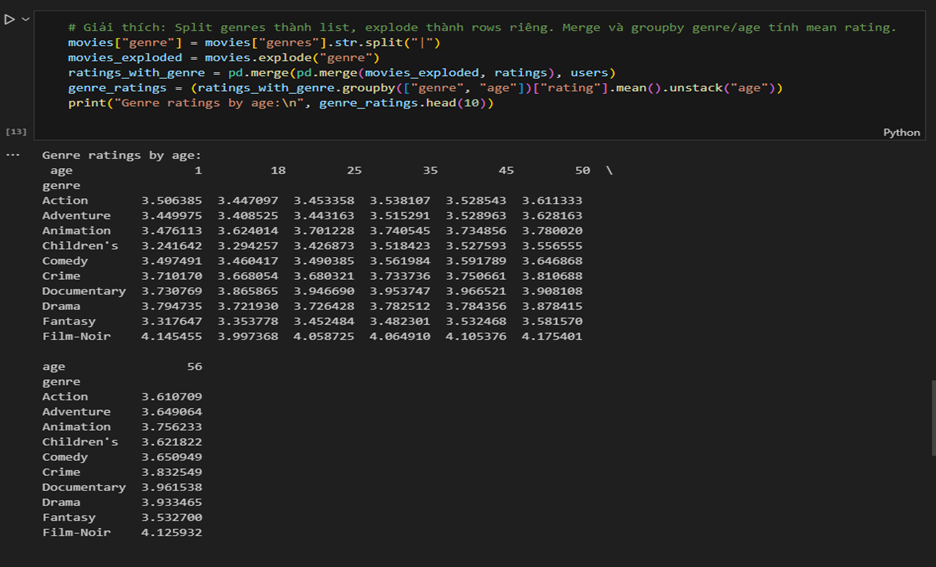 # Giải thích: Split genres thành list, explode thành rows riêng. Merge và groupby genre/age tính mean rating.
movies["genre"] = movies["genres"].str.split("|")
movies_exploded = movies.explode("genre")
ratings_with_genre = pd.merge(pd.merge(movies_exploded, ratings), users)
genre_ratings = (ratings_with_genre.groupby(["genre", "age"])["rating"].mean().unstack("age"))
print("Genre ratings by age:\n", genre_ratings.head(10))
[13]
Python
...
Genre ratings by age:
age 1 18 25 35 45 50 \
genre
Action 3.506385 3.447097 3.453358 3.538107 3.528543 3.611333
Adventure 3.449975 3.408525 3.443163 3.515291 3.528963 3.628163
Animation 3.476113 3.624014 3.701228 3.740545 3.734856 3.780020
Children's 3.241642 3.294257 3.426873 3.518423 3.527593 3.556555
Comedy 3.497491 3.460417 3.490385 3.561984 3.591789 3.646868
Crime 3.710170 3.668054 3.680321 3.733736 3.750661 3.810688
Documentary 3.730769 3.865865 3.946690 3.953747 3.966521 3.908108
Drama 3.794735 3.721930 3.726428 3.782512 3.784356 3.878415
Fantasy 3.317647 3.353778 3.452484 3.482301 3.532468 3.581570
Film-Noir 4.145455 3.997368 4.058725 4.064910 4.105376 4.175401
age 56
genre
Action 3.610709
Adventure 3.649064
Animation 3.756233
Children's 3.621822
Comedy 3.650949
Crime 3.832549
Documentary 3.961538
Drama 3.933465
Fantasy 3.532700
Film-Noir 4.125932